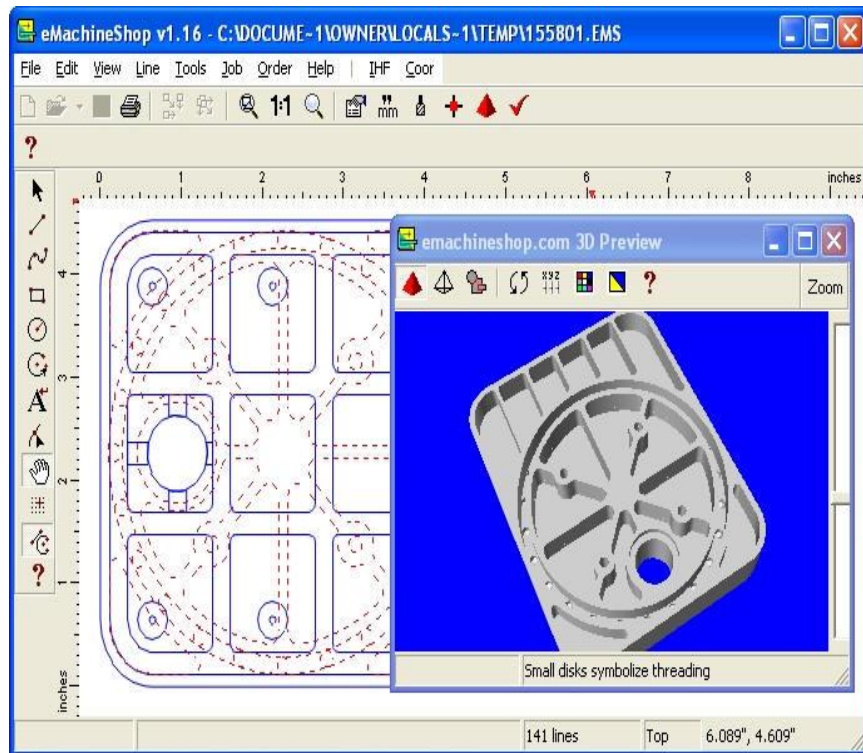 eMachineShop v1.16 - C:\DOCUME~1\OWNER\LOCALS~1\TEMP\155801.EMS
File Edit View Line Tools Job Order Help | IHF Coor
1:1 " mm
?
0 1 2 3 4 5 6 7 8 inches
A
?
4
3
2
1
inches
emachineshop.com 3D Preview
xyz ? Zoom
Small disks symbolize threading
141 lines Top 6.089", 4.609"